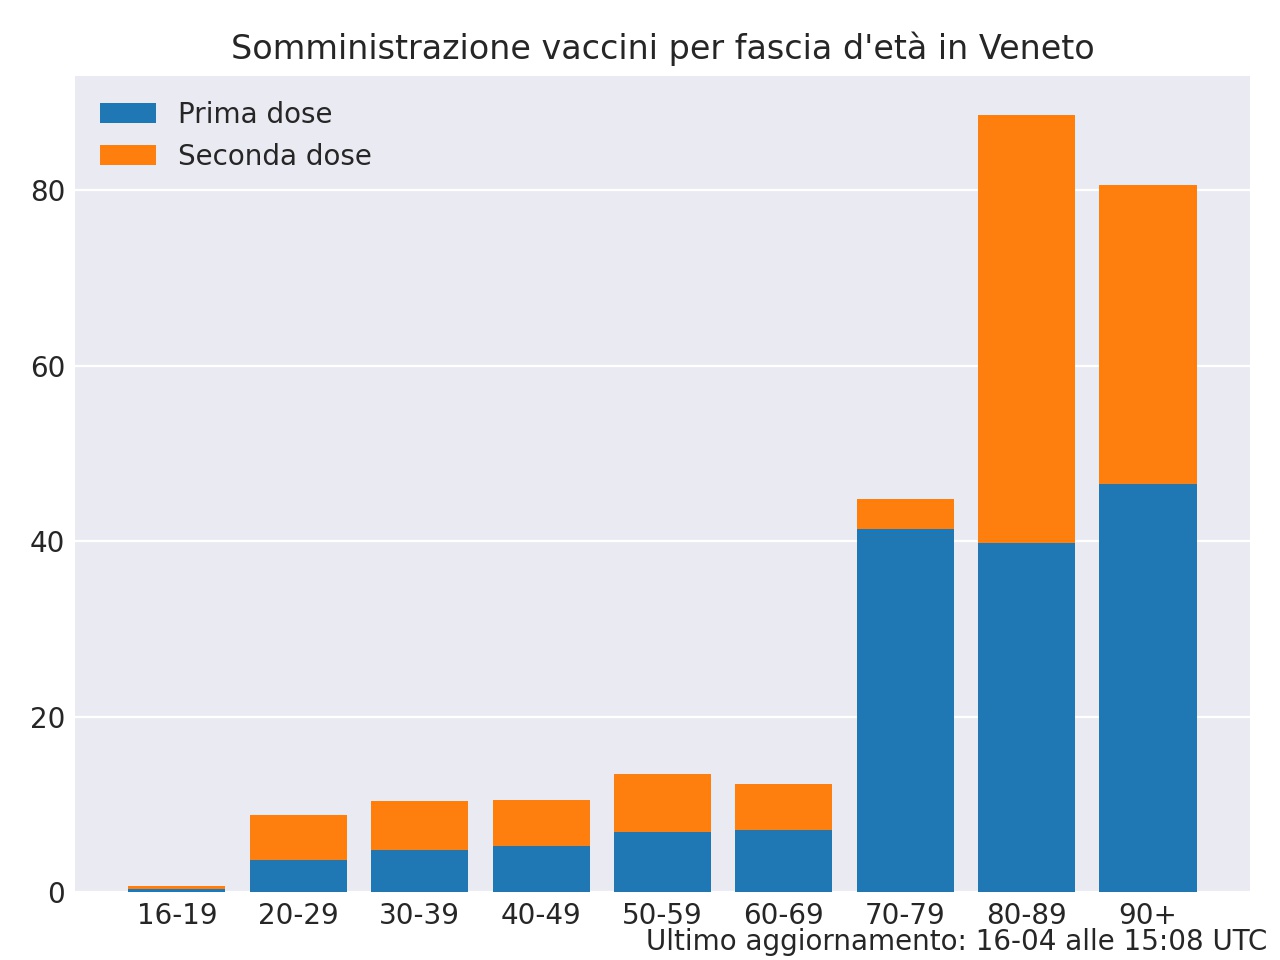 Somministrazione vaccini per fascia d'età in Veneto
Prima dose
Seconda dose
80
60
40
20
0
16-19 20-29 30-39 40-49 50-59 60-69 70-79 80-89 90+
Ultimo aggiornamento: 16-04 alle 15:08 UTC